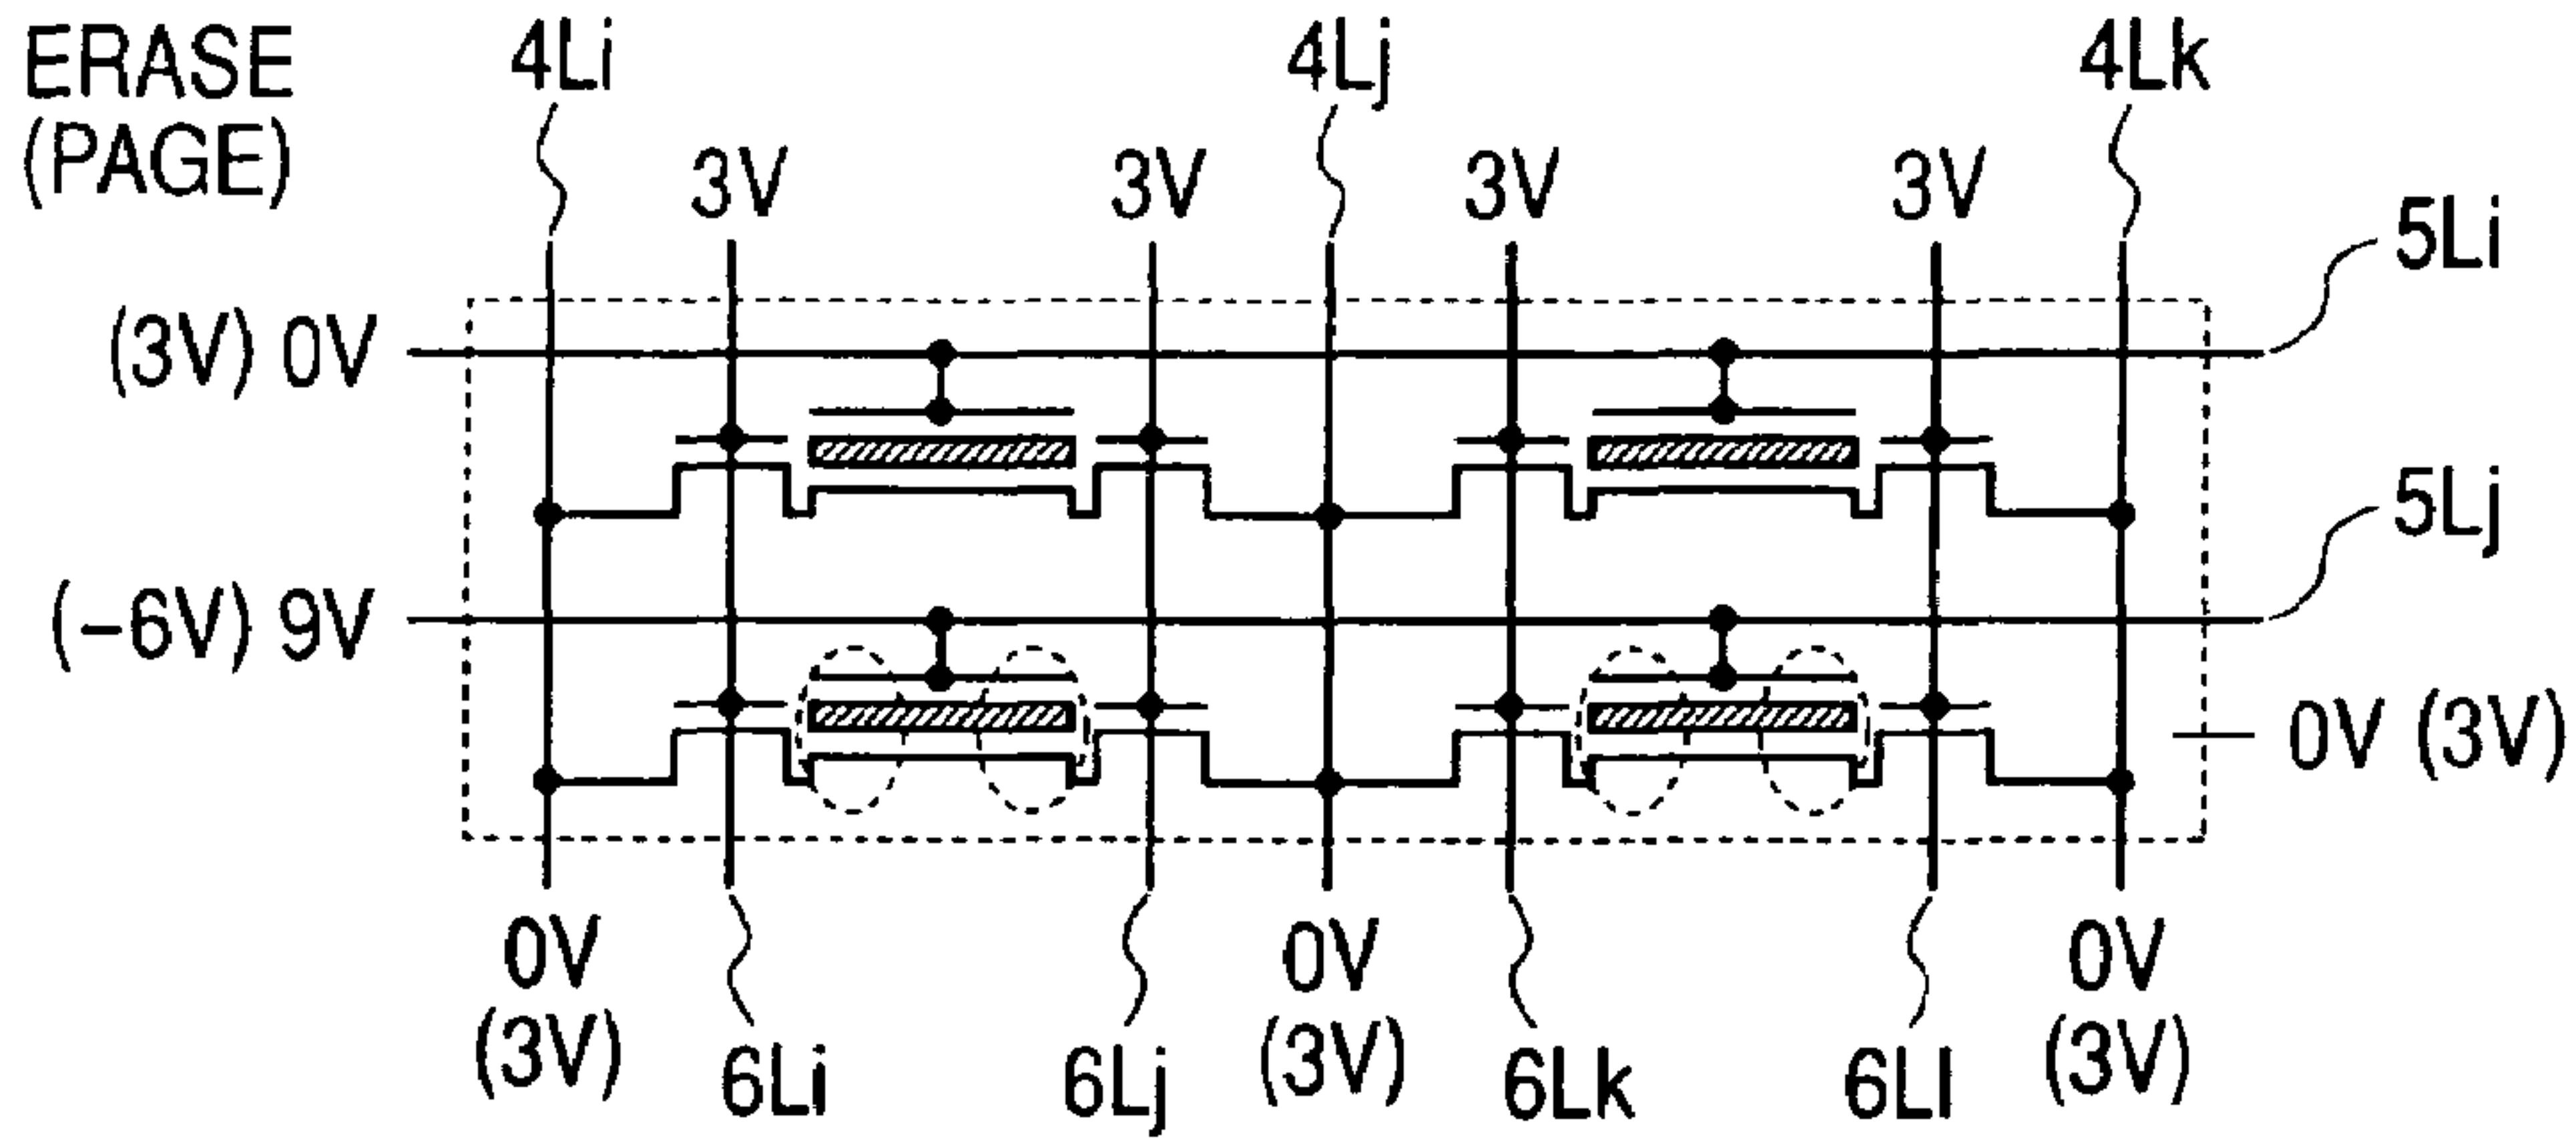 ERASE
(PAGE)
4Li
4Lj
4Lk
3V
3V
3V
3V
5Li
(3V) 0V
5Lj
(−6V) 9V
0V (3V)
0V
(3V)
0V
(3V)
0V
(3V)
6Li
6Lj
6Lk
6Ll